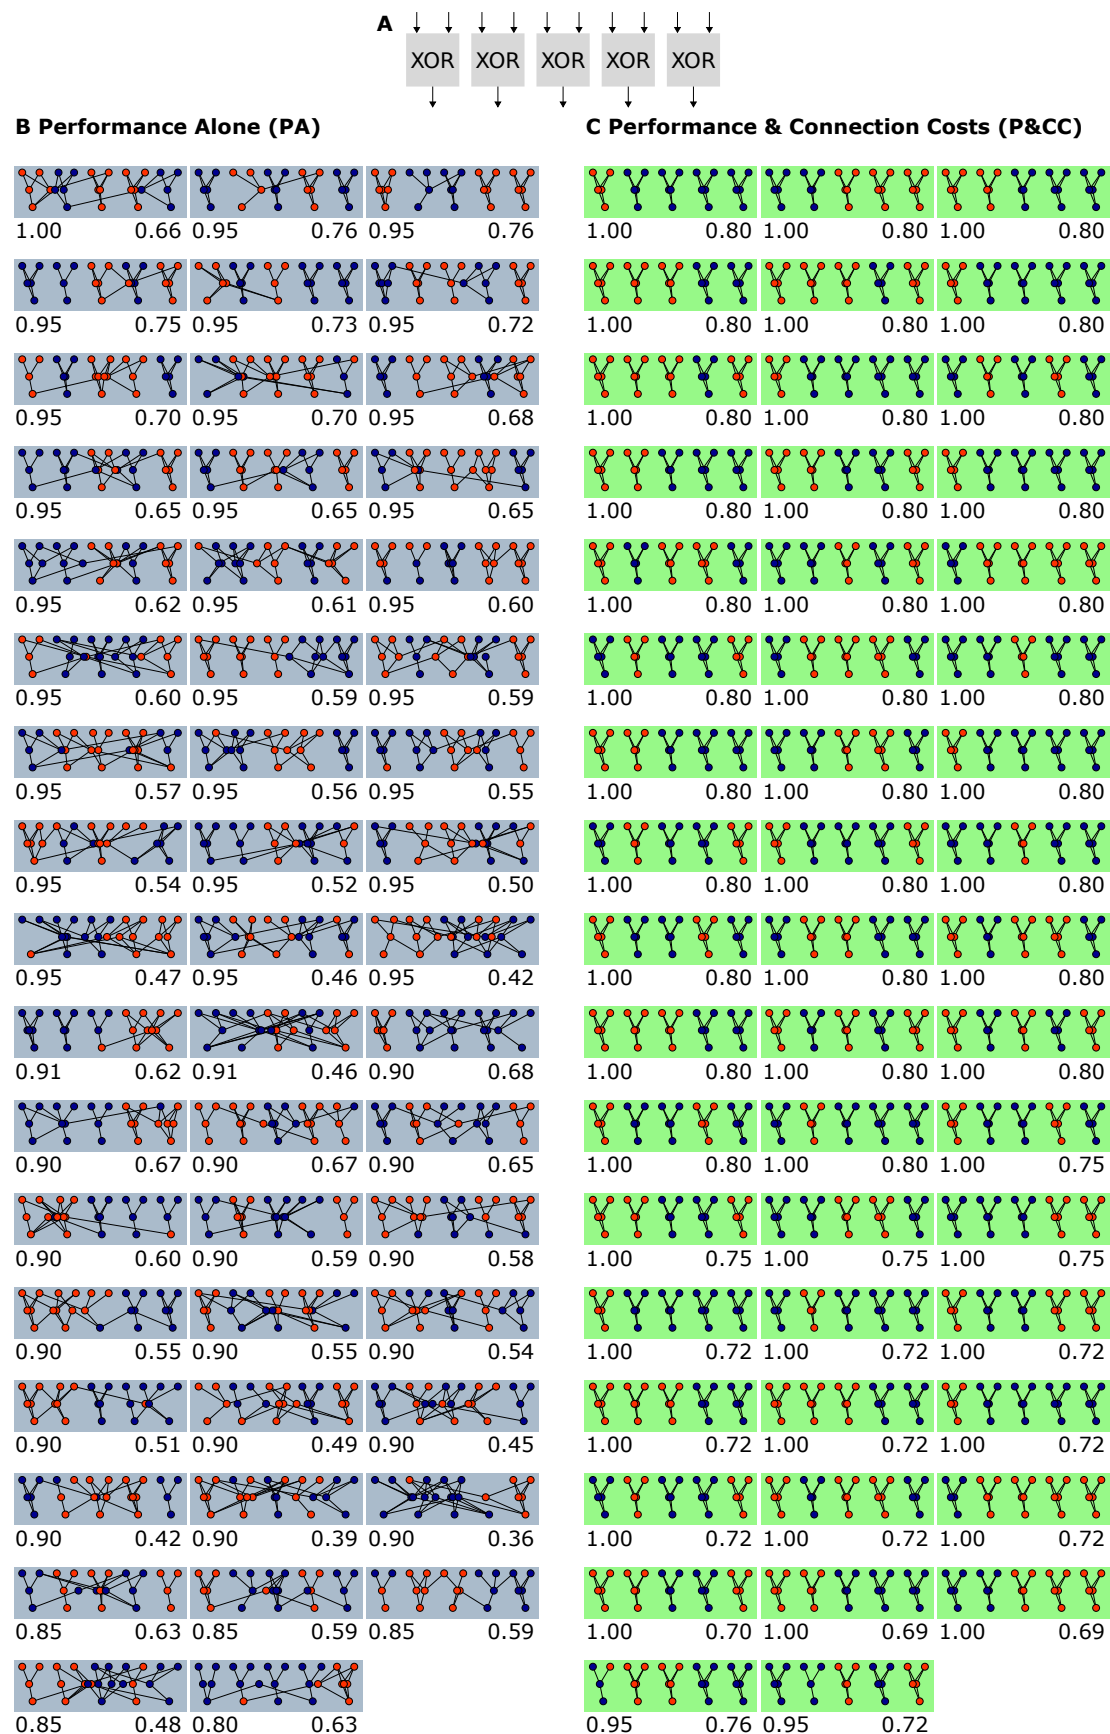 A
XOR XOR XOR XOR XOR
B Performance Alone (PA) C Performance & Connection Costs (P&CC)
1.00 0.66 0.95 0.76 0.95 0.76 1.00 0.80 1.00 0.80 1.00 0.80
0.95 0.75 0.95 0.73 0.95 0.72 1.00 0.80 1.00 0.80 1.00 0.80
0.95 0.70 0.95 0.70 0.95 0.68 1.00 0.80 1.00 0.80 1.00 0.80
0.95 0.65 0.95 0.65 0.95 0.65 1.00 0.80 1.00 0.80 1.00 0.80
0.95 0.62 0.95 0.61 0.95 0.60 1.00 0.80 1.00 0.80 1.00 0.80
0.95 0.60 0.95 0.59 0.95 0.59 1.00 0.80 1.00 0.80 1.00 0.80
0.95 0.57 0.95 0.56 0.95 0.55 1.00 0.80 1.00 0.80 1.00 0.80
0.95 0.54 0.95 0.52 0.95 0.50 1.00 0.80 1.00 0.80 1.00 0.80
0.95 0.47 0.95 0.46 0.95 0.42 1.00 0.80 1.00 0.80 1.00 0.80
0.91 0.62 0.91 0.46 0.90 0.68 1.00 0.80 1.00 0.80 1.00 0.80
0.90 0.67 0.90 0.67 0.90 0.65 1.00 0.80 1.00 0.80 1.00 0.75
0.90 0.60 0.90 0.59 0.90 0.58 1.00 0.75 1.00 0.75 1.00 0.75
0.90 0.55 0.90 0.55 0.90 0.54 1.00 0.72 1.00 0.72 1.00 0.72
0.90 0.51 0.90 0.49 0.90 0.45 1.00 0.72 1.00 0.72 1.00 0.72
0.90 0.42 0.90 0.39 0.90 0.36 1.00 0.72 1.00 0.72 1.00 0.72
0.85 0.63 0.85 0.59 0.85 0.59 1.00 0.70 1.00 0.69 1.00 0.69
0.85 0.48 0.80 0.63 0.95 0.76 0.95 0.72